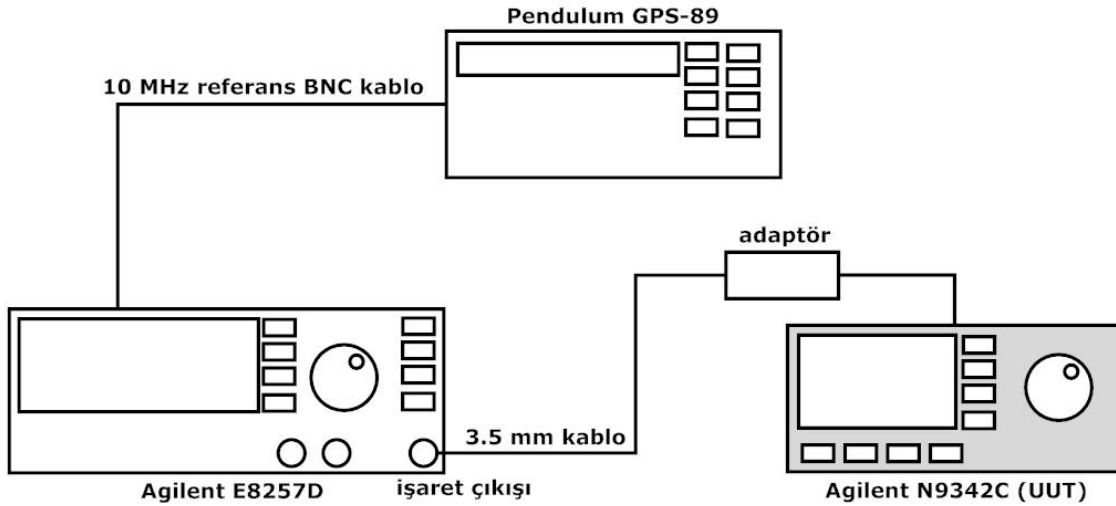 Pendulum GPS-89
10 MHz referans BNC kablo
adaptör
3.5 mm kablo
Agilent E8257D
işaret çıkışı
Agilent N9342C (UUT)